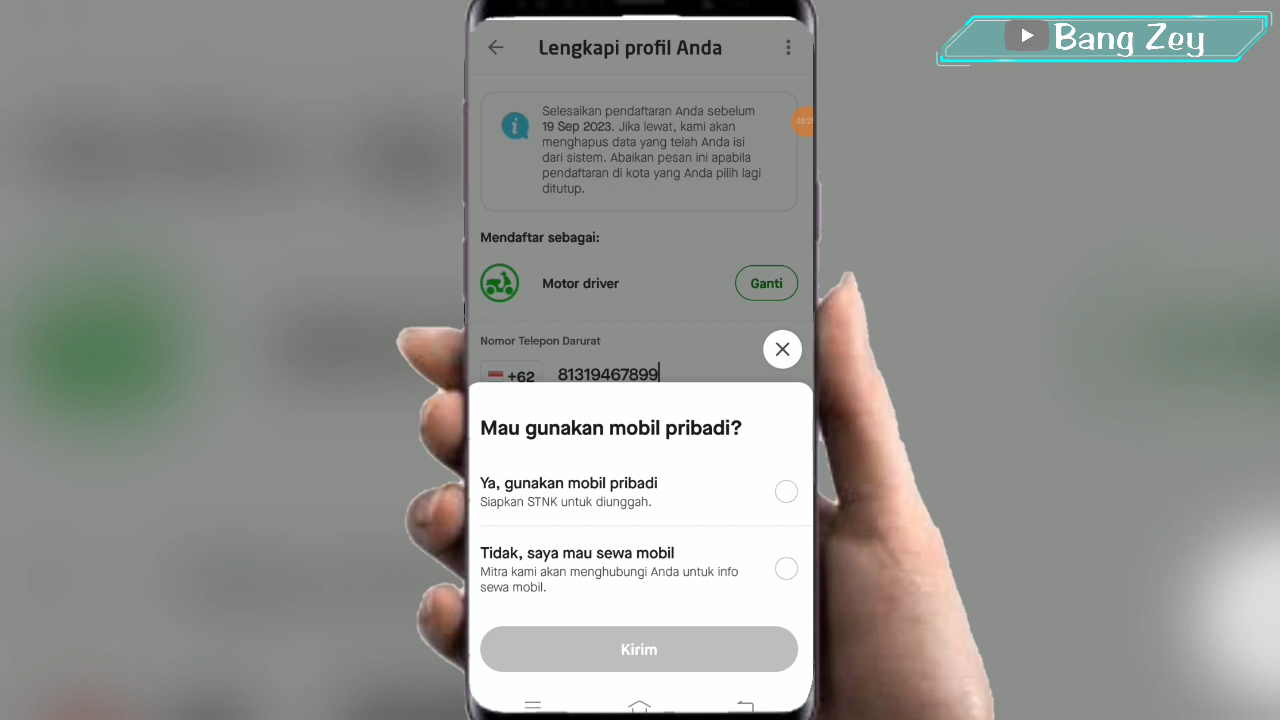 Bang Zey
Lengkapi profil Anda
Selesaikan pendaftaran Anda sebelum
19 Sep 2023. Jika lewat, kami akan
menghapus data yang telah Anda isi
dari sistem. Abaikan pesan ini apabila
pendaftaran di kota yang Anda pilih lagi
ditutup.
Mendaftar sebagai:
Motor driver
Ganti
Nomor Telepon Darurat
+62 81319467899
Mau gunakan mobil pribadi?
Ya, gunakan mobil pribadi
Siapkan STNK untuk diunggah.
Tidak, saya mau sewa mobil
Mitra kami akan menghubungi Anda untuk info
sewa mobil.
Kirim